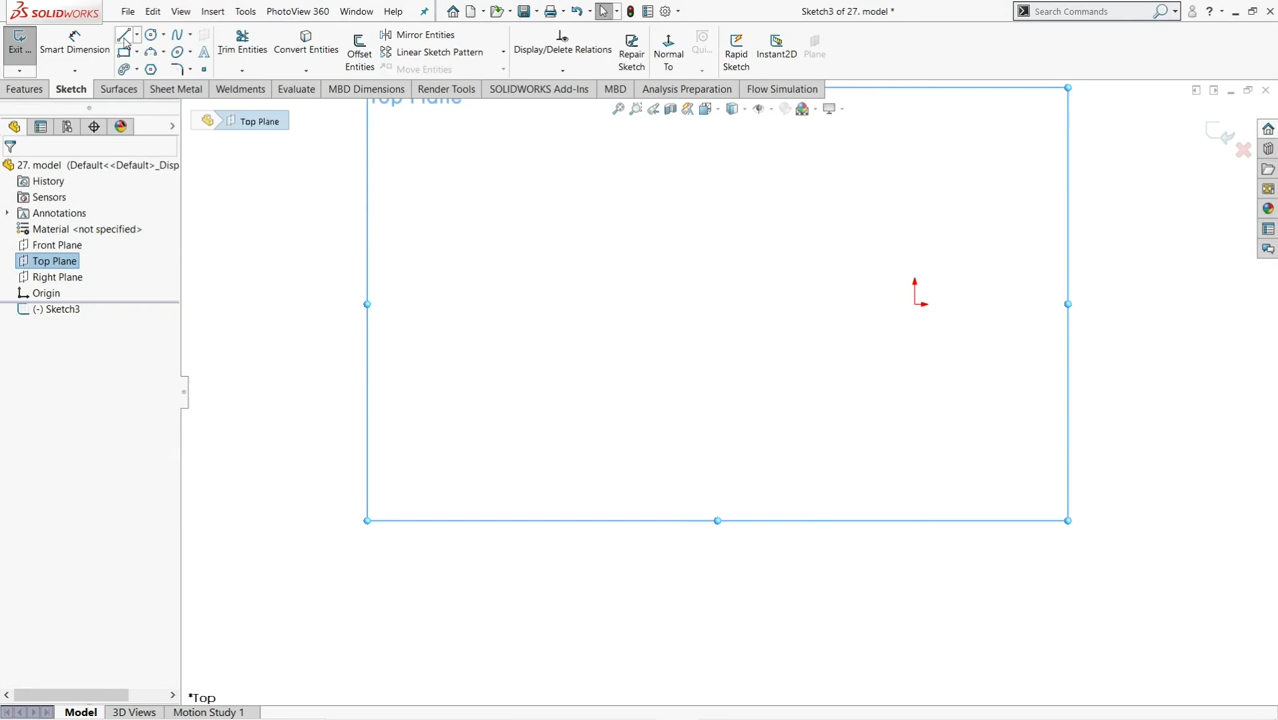 SOLIDWORKS File Edit View Insert Tools PhotoView 360 Window Help Sketch3 of 27. model * Search Commands ?
Exit ... Smart Dimension Trim Entities Convert Entities Offset Entities Mirror Entities Linear Sketch Pattern Move Entities Display/Delete Relations Repair Sketch Normal To Qui... Rapid Sketch Instant2D Plane
Features Sketch Surfaces Sheet Metal Weldments Evaluate MBD Dimensions Render Tools SOLIDWORKS Add-Ins MBD Analysis Preparation Flow Simulation
Top Plane
Top Plane
27. model (Default<<Default>_Disp
History
Sensors
Annotations
Material <not specified>
Front Plane
Top Plane
Right Plane
Origin
(-) Sketch3
*Top
Model 3D Views Motion Study 1